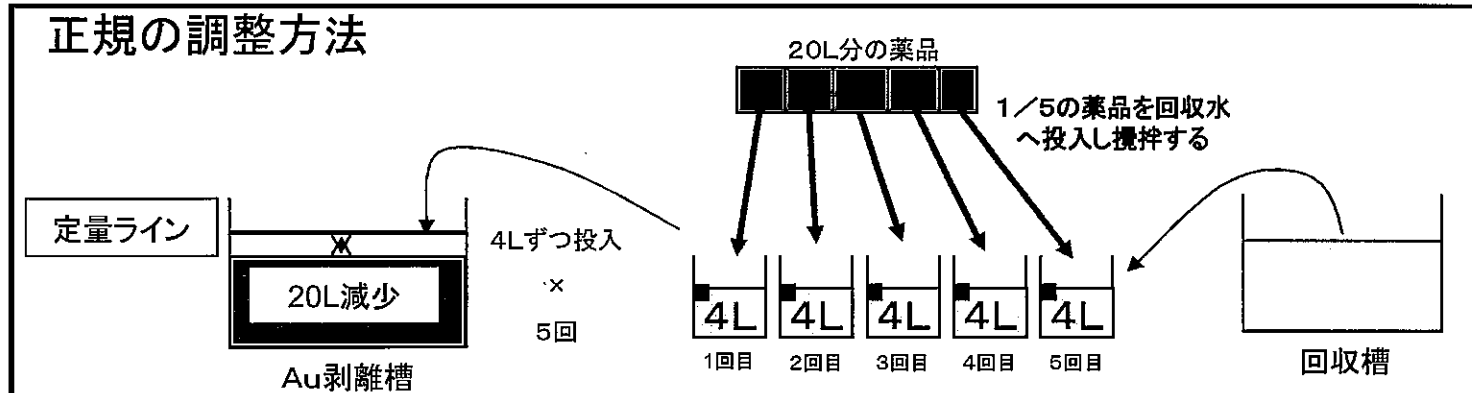 正規の調整方法
20L分の薬品
1/5の薬品を回収水
へ投入し攪拌する
定量ライン
4Lずつ投入
×
5回
20L減少
4L
4L
4L
4L
4L
1回目
2回目
3回目
4回目
5回目
Au剥離槽
回収槽